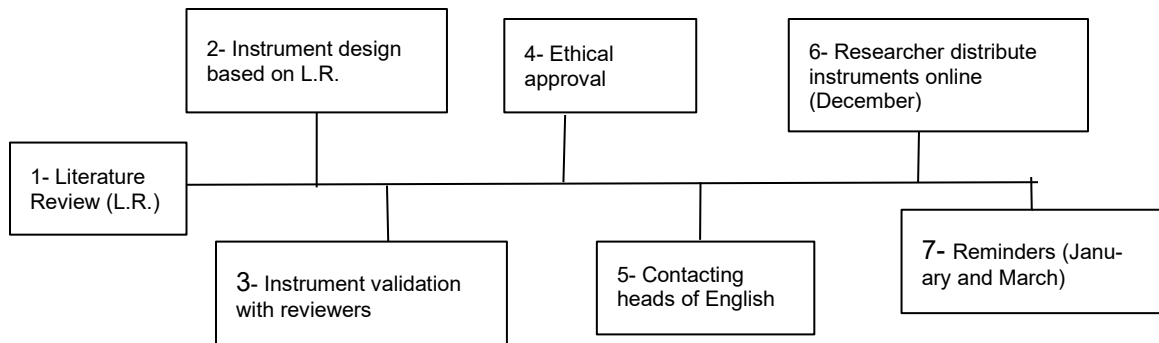 1- Literature
Review (L.R.)
2- Instrument design
based on L.R.
3- Instrument validation
with reviewers
4- Ethical
approval
5- Contacting
heads of English
6- Researcher distribute
instruments online
(December)
7- Reminders (Janu-
ary and March)